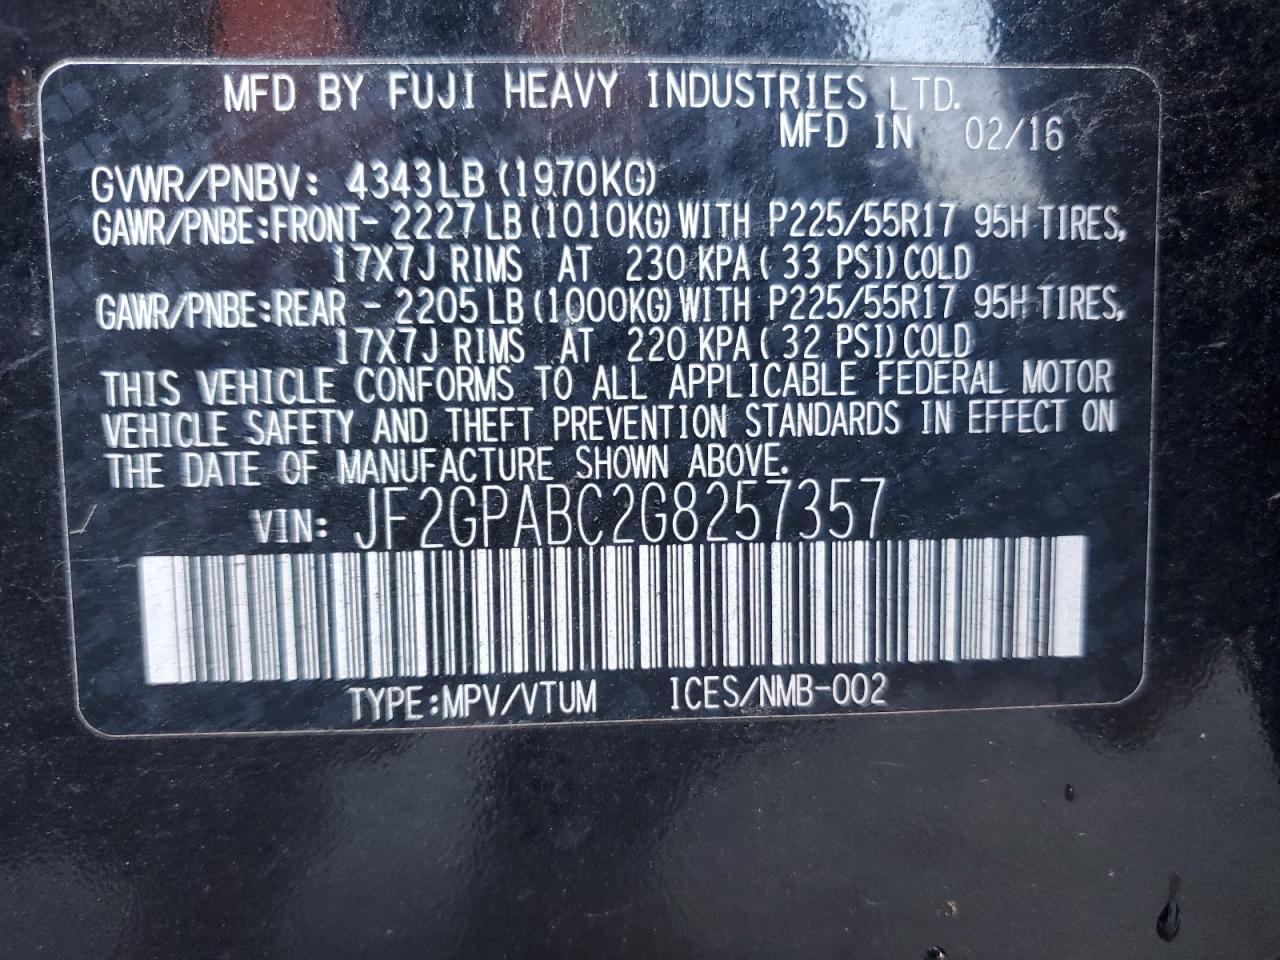 MFD BY FUJI HEAVY INDUSTRIES LTD.
MFD IN 02/16
GVWR/PNBV: 4343LB (1970KG)
GAWR/PNBE:FRONT- 2227LB (1010KG) WITH P225/55R17 95H TIRES,
17X7J RIMS AT 230 KPA ( 33 PSI) COLD
GAWR/PNBE:REAR - 2205LB (1000KG) WITH P225/55R17 95H TIRES,
17X7J RIMS AT 220 KPA ( 32 PSI) COLD
THIS VEHICLE CONFORMS TO ALL APPLICABLE FEDERAL MOTOR
VEHICLE SAFETY AND THEFT PREVENTION STANDARDS IN EFFECT ON
THE DATE OF MANUFACTURE SHOWN ABOVE.
VIN: JF2GPABC2G8257357
TYPE:MPV/VTUM ICES/NMB-002